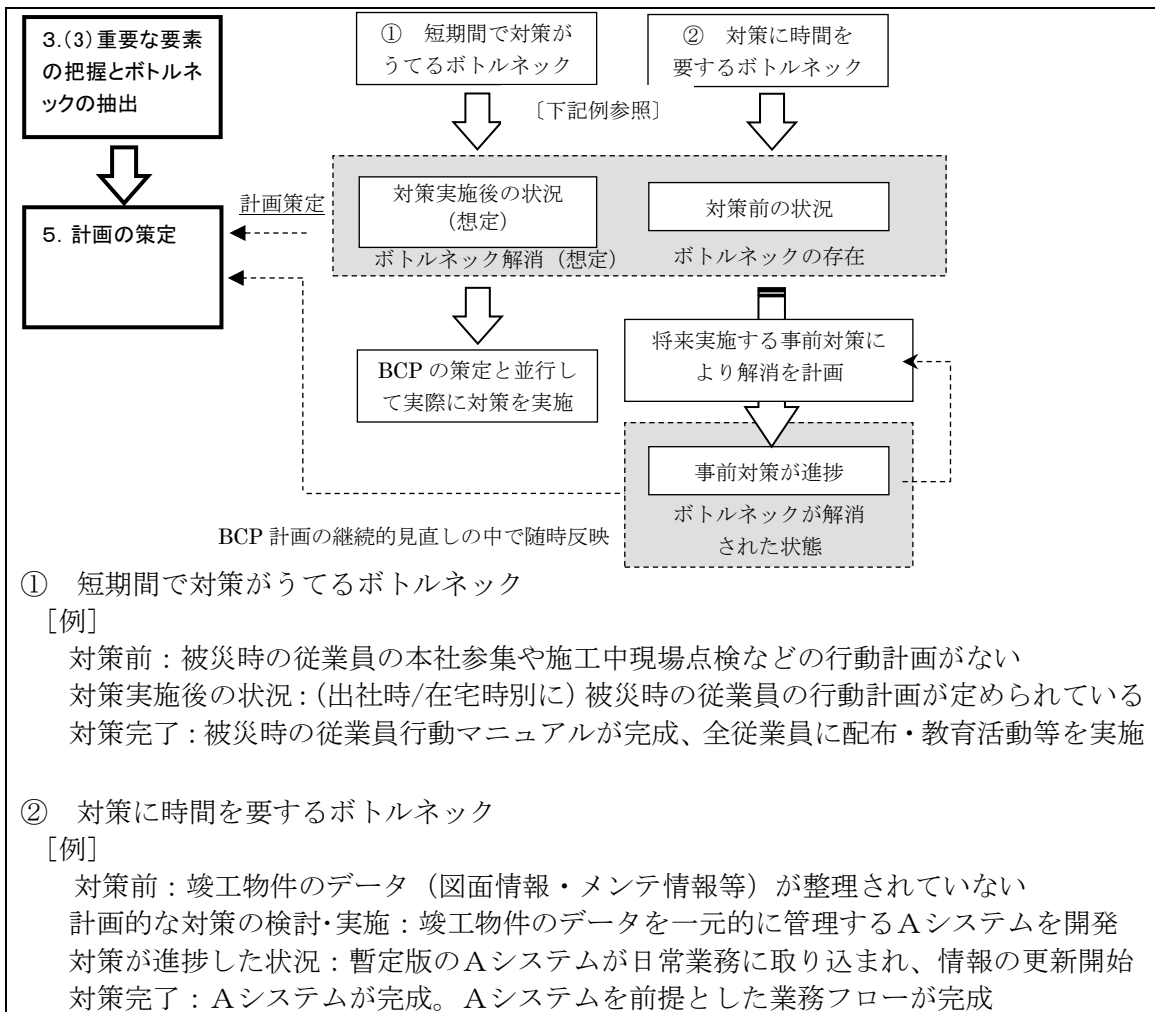 3.(3)重要な要素
の把握とボトルネ
ックの抽出
① 短期間で対策が
うてるボトルネック
② 対策に時間を
要するボトルネック
〔下記例参照〕
計画策定
5. 計画の策定
対策実施後の状況
(想定)
ボトルネック解消(想定)
対策前の状況
ボトルネックの存在
BCP の策定と並行し
て実際に対策を実施
将来実施する事前対策に
より解消を計画
事前対策が進捗
ボトルネックが解消
された状態
BCP 計画の継続的見直しの中で随時反映
① 短期間で対策がうてるボトルネック
[例]
対策前:被災時の従業員の本社参集や施工中現場点検などの行動計画がない
対策実施後の状況:(出社時/在宅時別に)被災時の従業員の行動計画が定められている
対策完了:被災時の従業員行動マニュアルが完成、全従業員に配布・教育活動等を実施
② 対策に時間を要するボトルネック
[例]
対策前:竣工物件のデータ(図面情報・メンテ情報等)が整理されていない
計画的な対策の検討・実施:竣工物件のデータを一元的に管理するAシステムを開発
対策が進捗した状況:暫定版のAシステムが日常業務に取り込まれ、情報の更新開始
対策完了:Aシステムが完成。Aシステムを前提とした業務フローが完成